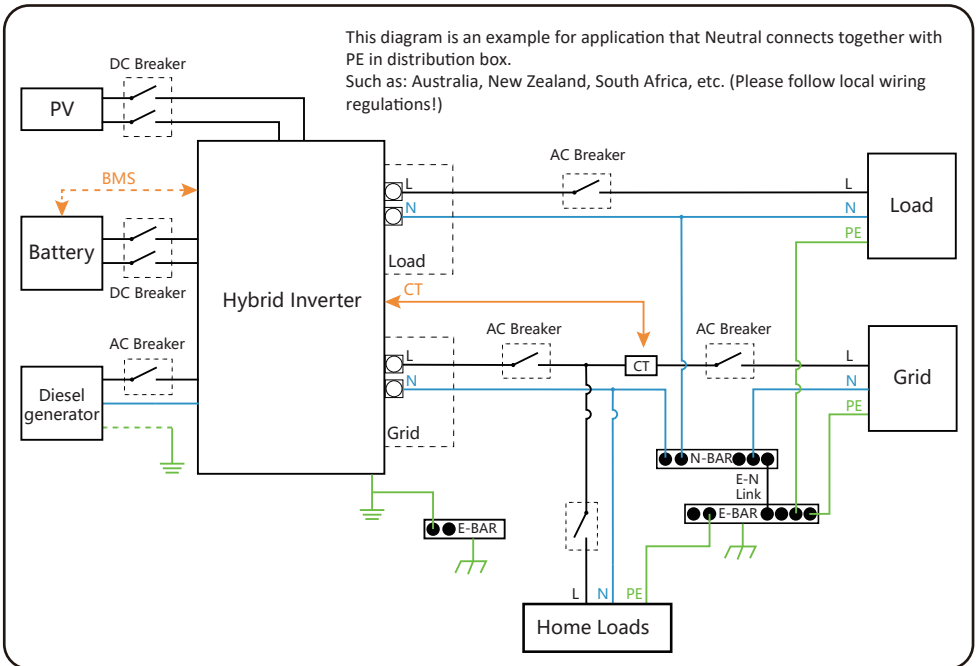 This diagram is an example for application that Neutral connects together with
PE in distribution box.
Such as: Australia, New Zealand, South Africa, etc. (Please follow local wiring
regulations!)
DC Breaker
PV
BMS
Battery
DC Breaker
AC Breaker
Diesel
generator
Hybrid Inverter
L
N
Load
AC Breaker
L
N
PE
Load
CT
AC Breaker
AC Breaker
L
N
Grid
CT
L
N
PE
Grid
N-BAR
E-N
Link
E-BAR
E-BAR
L
N
PE
Home Loads